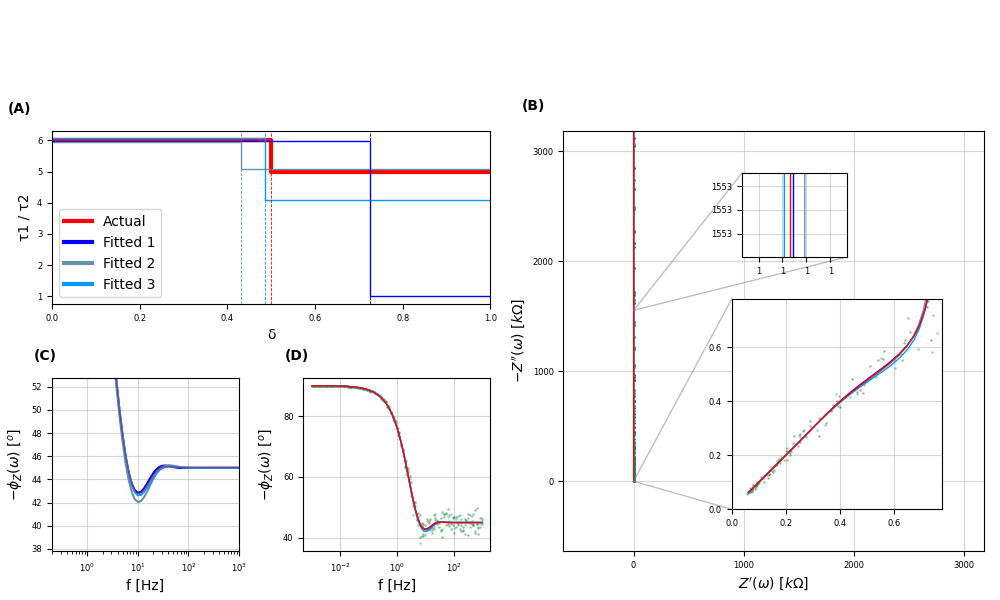 (A)
6
5
4
3
2
1
τ1 / τ2
Actual
Fitted 1
Fitted 2
Fitted 3
0.0 0.2 0.4 0.6 0.8 1.0
δ
(B)
3000
2000
1000
0
−Z″(ω) [kΩ]
1553
1553
1553
1 1 1 1
0.6
0.4
0.2
0.0
0.0 0.2 0.4 0.6
0 1000 2000 3000
Z′(ω) [kΩ]
(C)
52
50
48
46
44
42
40
38
−ϕZ(ω) [°]
10⁰ 10¹ 10² 10³
f [Hz]
(D)
80
60
40
−ϕZ(ω) [°]
10⁻² 10⁰ 10²
f [Hz]